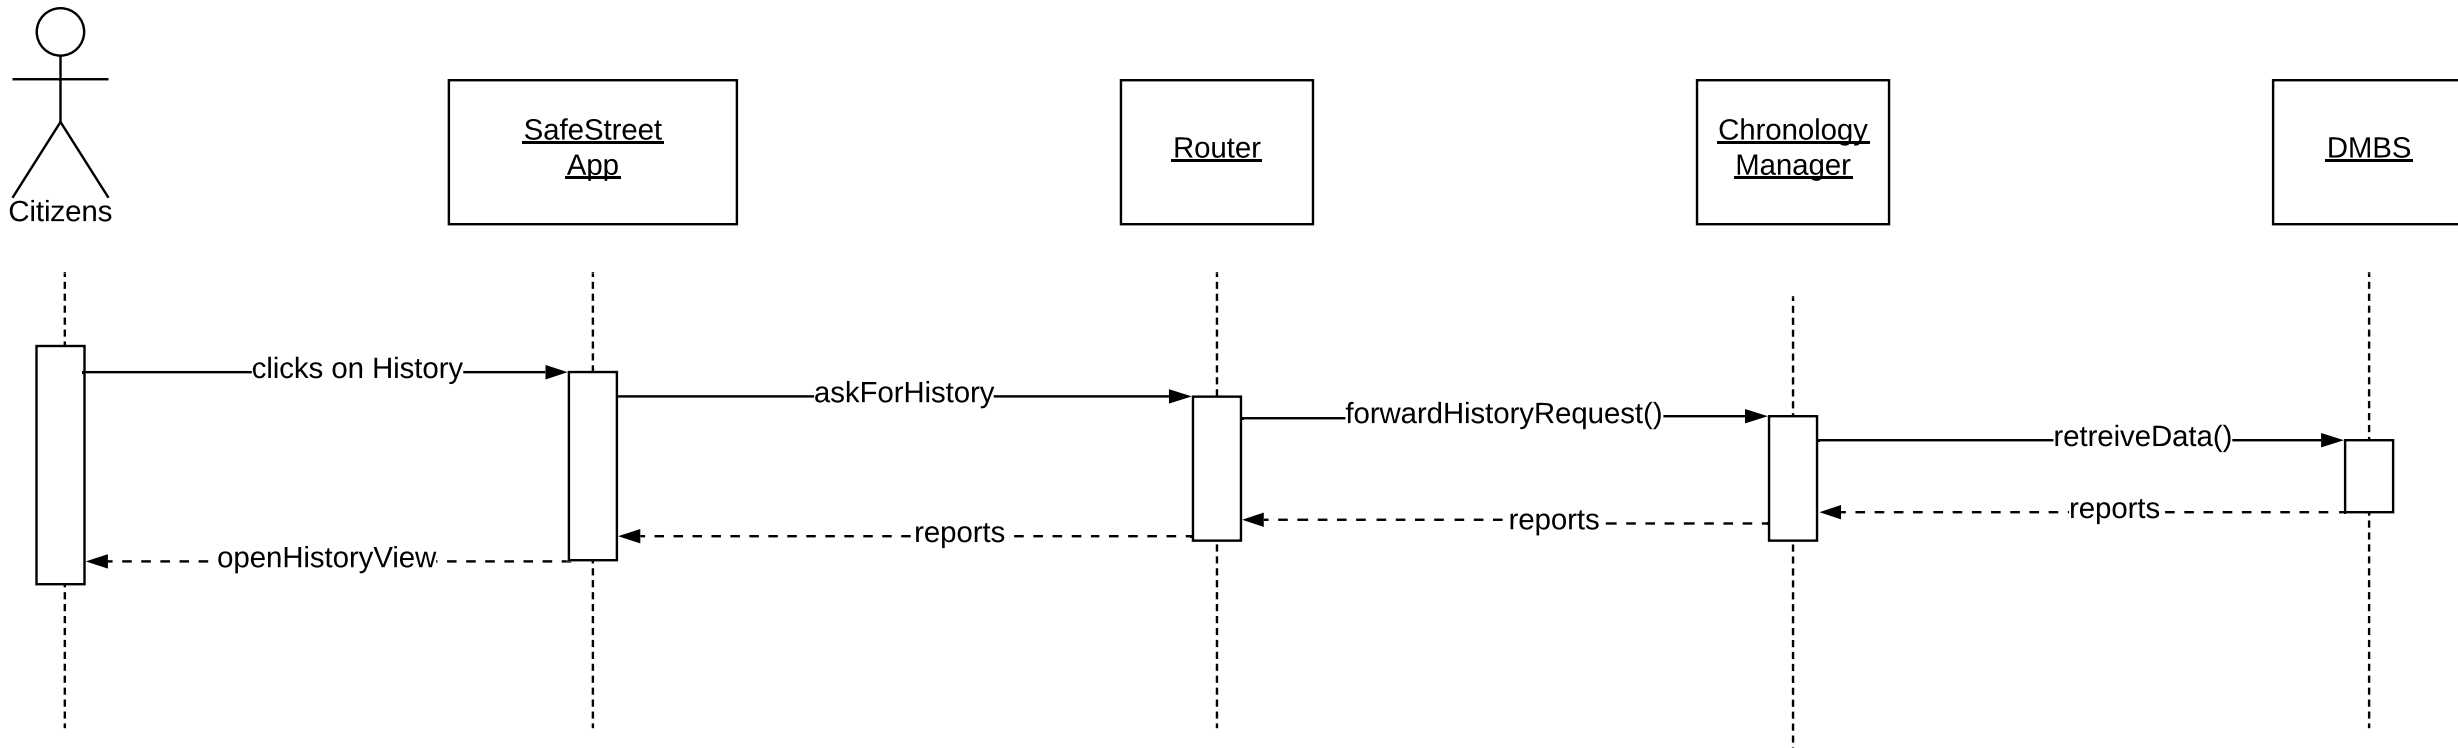 SafeStreet
App
Router
Chronology
Manager
DMBS
Citizens
clicks on History
askForHistory
forwardHistoryRequest()
retreiveData()
reports
reports
reports
openHistoryView